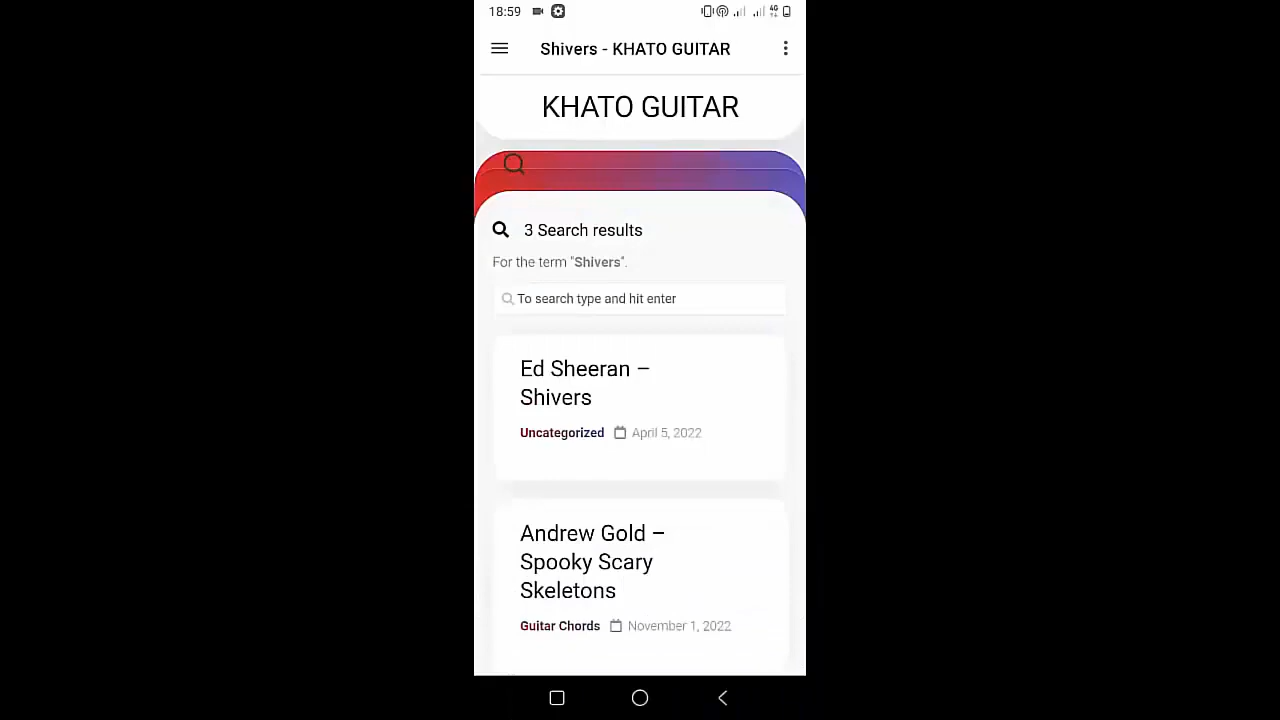 18:59
4G
Shivers - KHATO GUITAR
KHATO GUITAR
3 Search results
For the term "Shivers".
To search type and hit enter
Ed Sheeran –
Shivers
Uncategorized April 5, 2022
Andrew Gold –
Spooky Scary
Skeletons
Guitar Chords November 1, 2022